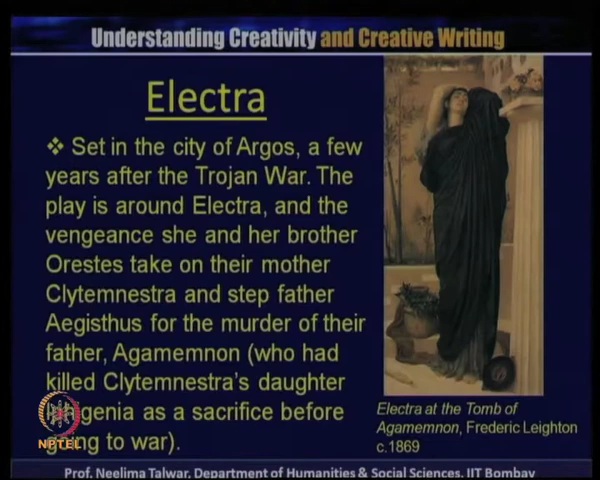 Understanding Creativity and Creative Writing
Electra
❖ Set in the city of Argos, a few
years after the Trojan War. The
play is around Electra, and the
vengeance she and her brother
Orestes take on their mother
Clytemnestra and step father
Aegisthus for the murder of their
father, Agamemnon (who had
killed Clytemnestra's daughter
genia as a sacrifice before
going to war).
NPTEL
Electra at the Tomb of
Agamemnon, Frederic Leighton
c.1869
Prof. Neelima Talwar, Department of Humanities & Social Sciences, IIT Bombay